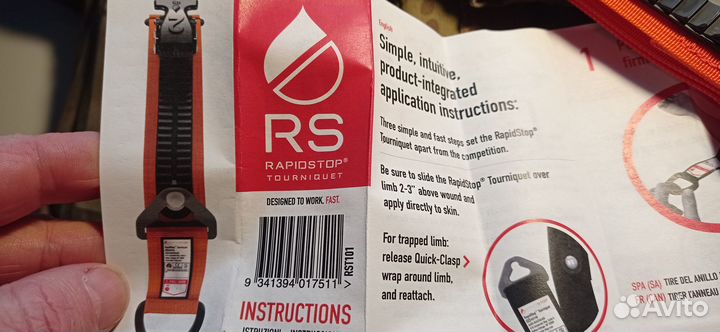 RS
RAPIDSTOP®
TOURNIQUET
DESIGNED TO WORK. FAST.
9 341394 017511
RST101
INSTRUCTIONS
English
Simple, intuitive,
product-integrated
application instructions:
Three simple and fast steps set the RapidStop®
Tourniquet apart from the competition.
Be sure to slide the RapidStop® Tourniquet over
limb 2-3" above wound and
apply directly to skin.
For trapped limb:
release Quick-Clasp
wrap around limb,
and reattach.
1
SPA (SA) TIRE DEL ANILLO
Avito